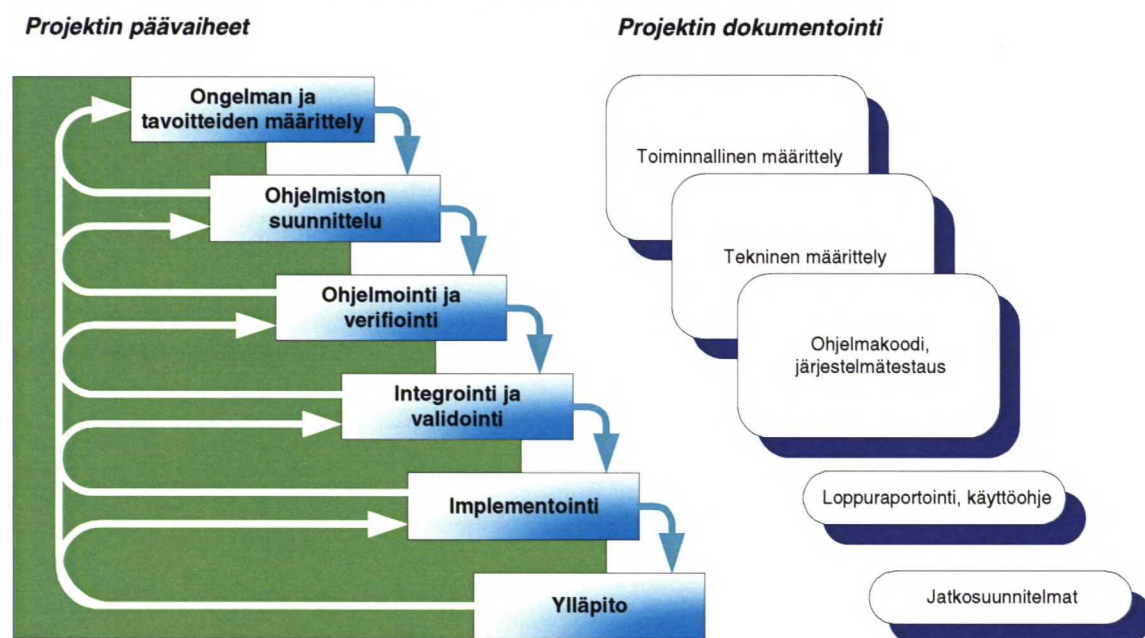 Projektin päävaiheet
Ongelman ja
tavoitteiden määrittely
Ohjelmiston
suunnittelu
Ohjelmointi ja
verifiointi
Integrointi ja
validointi
Implementointi
Ylläpito
Projektin dokumentointi
Toiminnallinen määrittely
Tekninen määrittely
Ohjelmakoodi,
järjestelmätestaus
Loppuraportointi, käyttöohje
Jatkosuunnitelmat